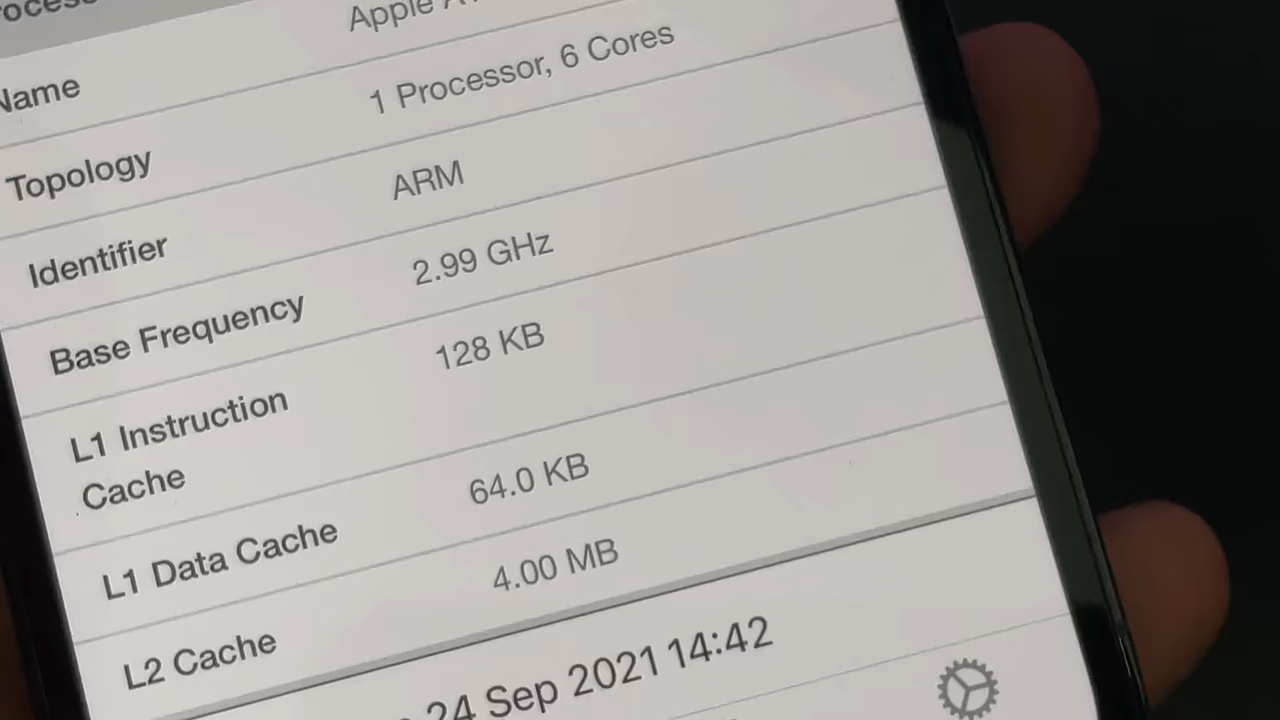 Apple
Name
1 Processor, 6 Cores
Topology
ARM
Identifier
2.99 GHz
Base Frequency
128 KB
L1 Instruction
Cache
64.0 KB
L1 Data Cache
4.00 MB
L2 Cache
24 Sep 2021 14:42